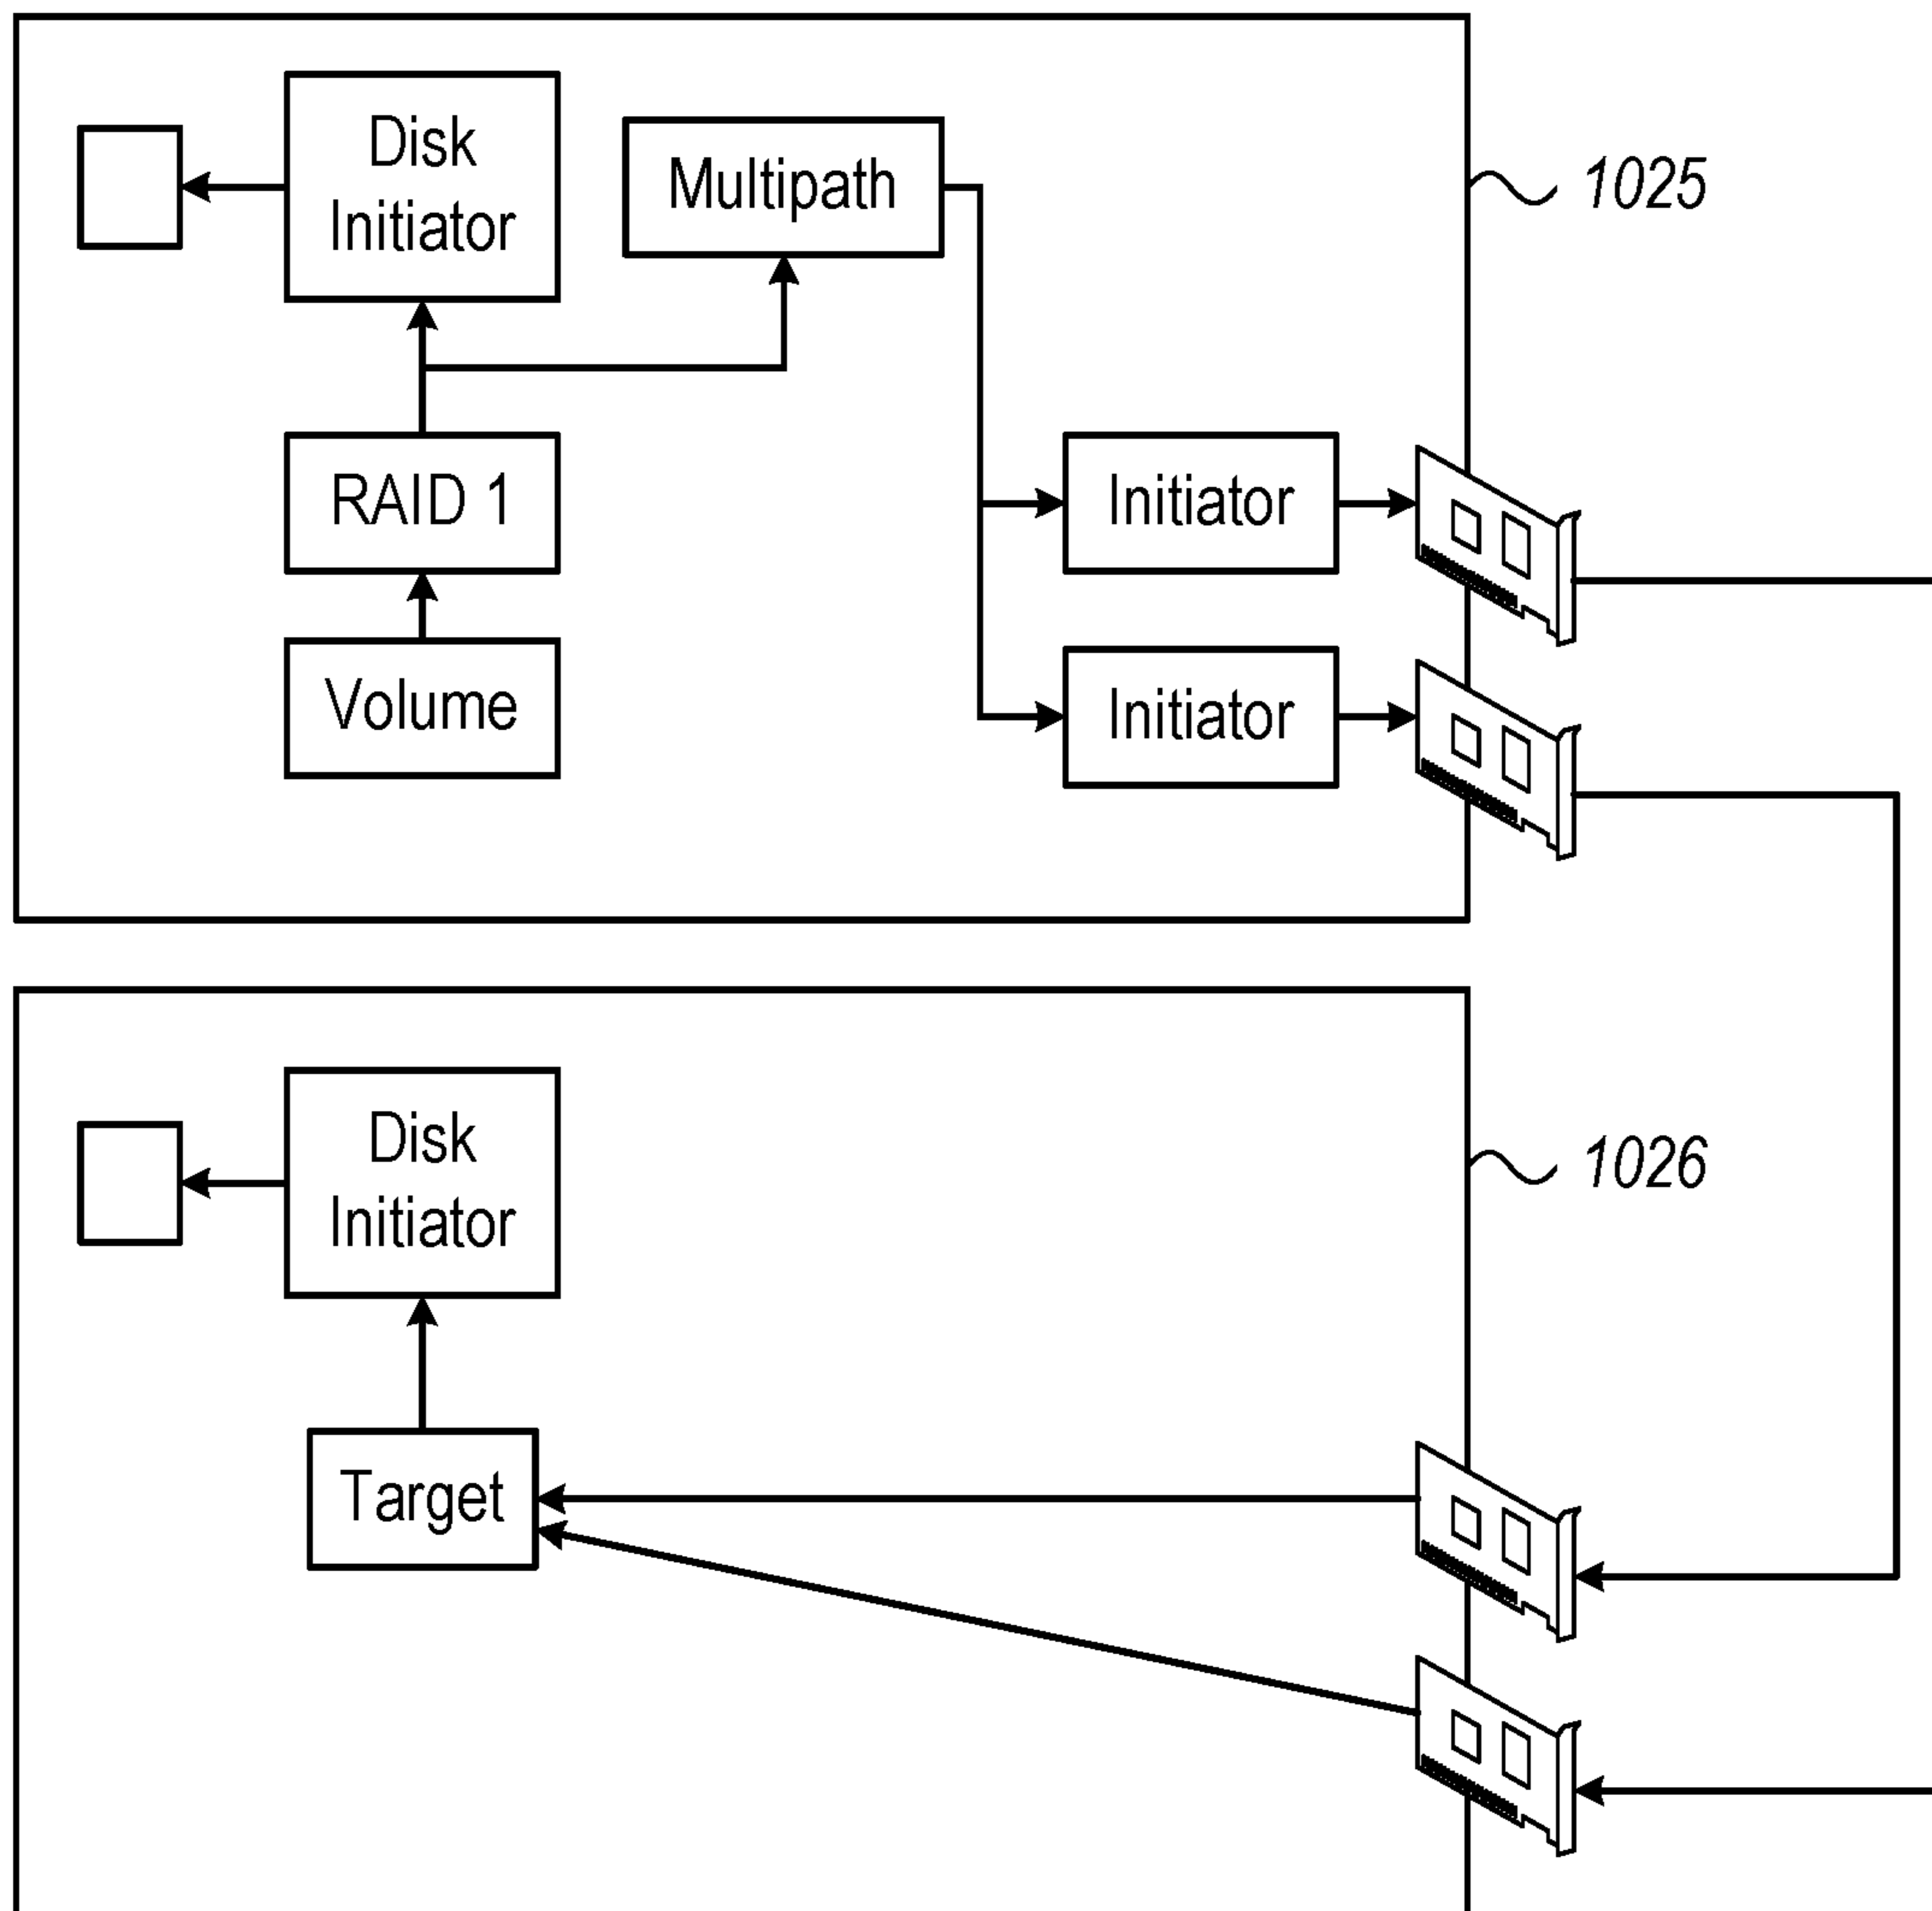 Disk
Initiator
Multipath
1025
RAID 1
Initiator
Volume
Initiator
Disk
Initiator
1026
Target